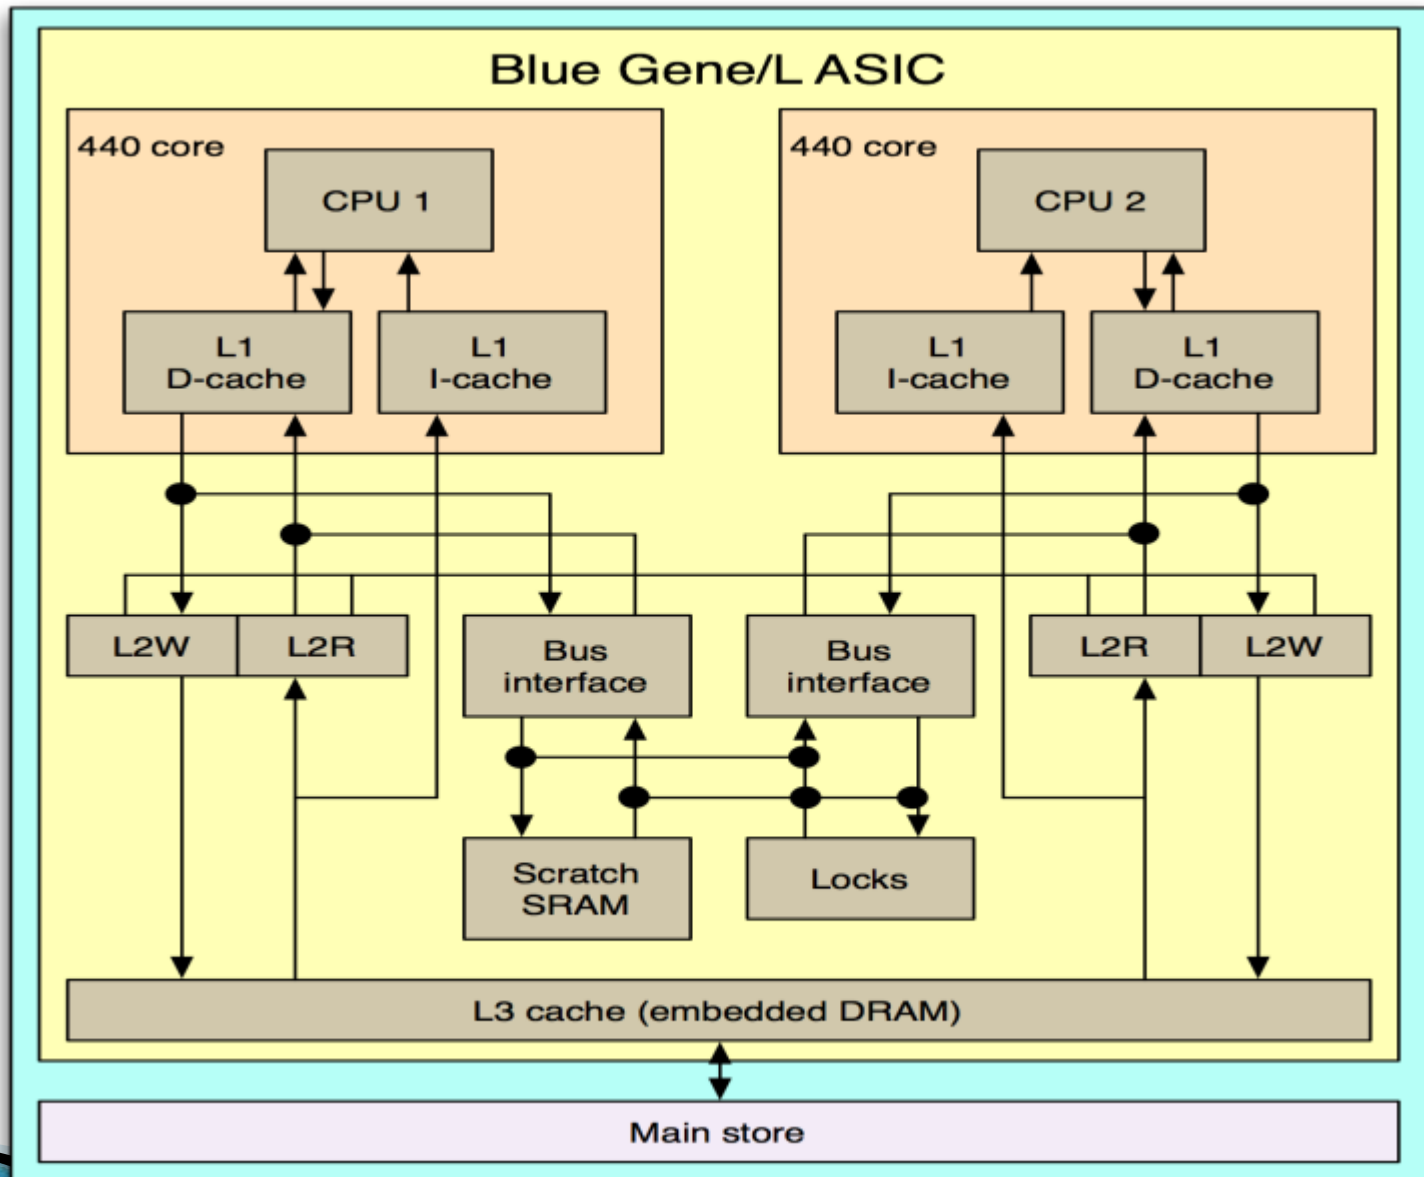 Blue Gene/L ASIC
440 core
CPU 1
L1
D-cache
L1
I-cache
440 core
CPU 2
L1
I-cache
L1
D-cache
L2W
L2R
Bus
interface
Bus
interface
L2R
L2W
Scratch
SRAM
Locks
L3 cache (embedded DRAM)
Main store